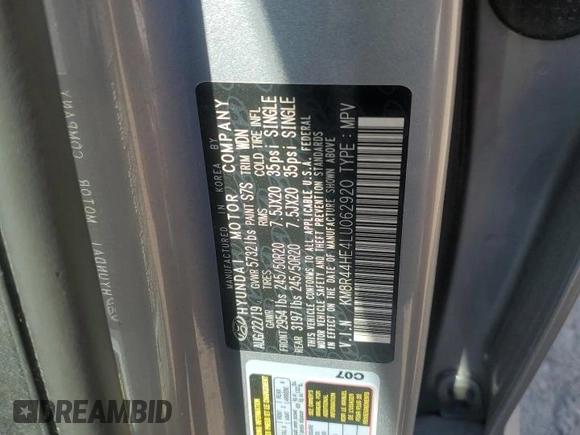 MANUFACTURED IN KOREA BY
HYUNDAI MOTOR COMPANY
AUG/22/19 GVWR 5732 lbs PAINT S7S TRIM WDN
GAWR TIRES RIMS COLD TIRE INFL
FRONT 2954 lbs 245/50R20 7.5JX20 35psi SINGLE
REAR 3197 lbs 245/50R20 7.5JX20 35psi SINGLE
THIS VEHICLE CONFORMS TO ALL APPLICABLE U.S.A. FEDERAL
MOTOR VEHICLE SAFETY, BUMPER, AND THEFT PREVENTION STANDARDS
IN EFFECT ON THE DATE OF MANUFACTURE SHOWN ABOVE.
V.I.N : KM8R44HE4LU062920 TYPE : MPV
C07
DREAMBID